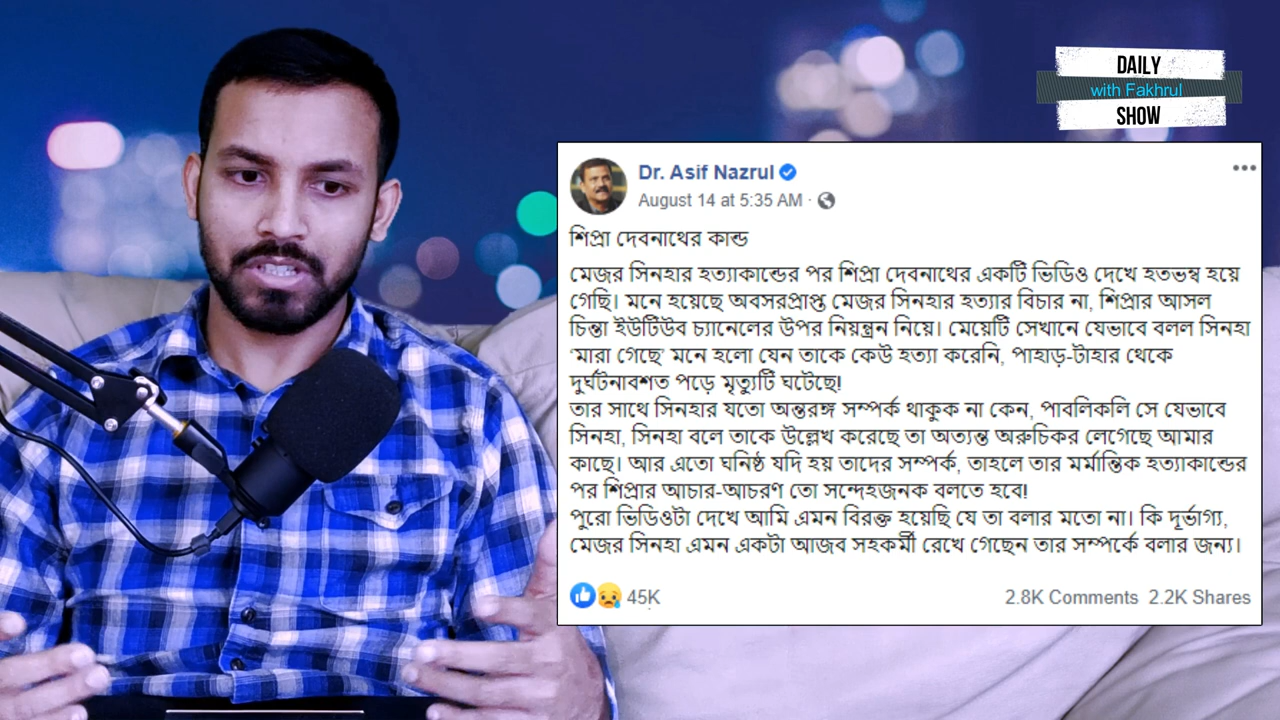 DAILY
with Fakhrul
SHOW
Dr. Asif Nazrul
August 14 at 5:35 AM ·
শিপ্রা দেবনাথের কান্ড
মেজর সিনহার হত্যাকান্ডের পর শিপ্রা দেবনাথের একটি ভিডিও দেখে হতভম্ব হয়ে
গেছি। মনে হয়েছে অবসরপ্রাপ্ত মেজর সিনহার হত্যার বিচার না, শিপ্রার আসল
চিন্তা ইউটিউব চ্যানেলের উপর নিয়ন্ত্রন নিয়ে। মেয়েটি সেখানে যেভাবে বলল সিনহা
‘মারা গেছে’ মনে হলো যেন তাকে কেউ হত্যা করেনি, পাহাড়-টাহার থেকে
দুর্ঘটনাবশত পড়ে মৃত্যুটি ঘটেছে!
তার সাথে সিনহার যতো অন্তরঙ্গ সম্পর্ক থাকুক না কেন, পাবলিকলি সে যেভাবে
সিনহা, সিনহা বলে তাকে উল্লেখ করেছে তা অত্যন্ত অরুচিকর লেগেছে আমার
কাছে। আর এতো ঘনিষ্ঠ যদি হয় তাদের সম্পর্ক, তাহলে তার মর্মান্তিক হত্যাকান্ডের
পর শিপ্রার আচার-আচরণ তো সন্দেহজনক বলতে হবে!
পুরো ভিডিওটা দেখে আমি এমন বিরক্ত হয়েছি যে তা বলার মতো না। কি দূর্ভাগ্য,
মেজর সিনহা এমন একটা আজব সহকর্মী রেখে গেছেন তার সম্পর্কে বলার জন্য।
45K
2.8K Comments 2.2K Shares